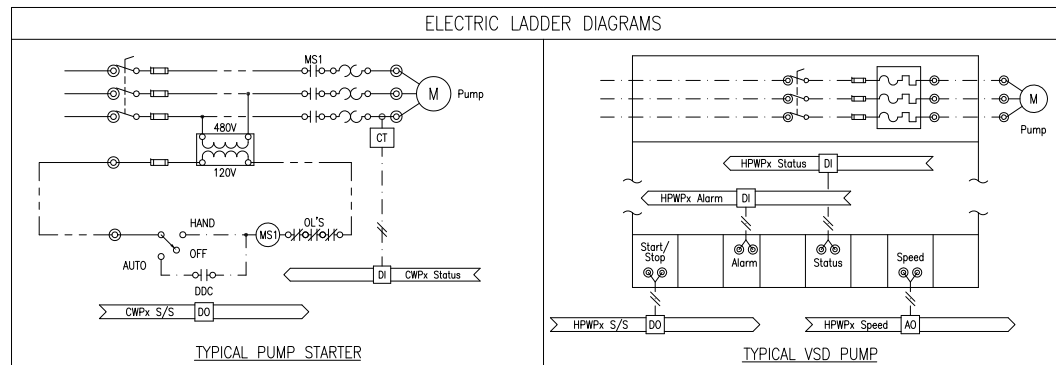 ELECTRIC LADDER DIAGRAMS
MS1
M
Pump
480V
CT
120V
HAND
MS1
OL'S
OFF
AUTO
DDC
DI
CWPx Status
CWPx S/S
DO
TYPICAL PUMP STARTER
M
Pump
HPWPx Status
DI
HPWPx Alarm
DI
Start/
Stop
Alarm
Status
Speed
HPWPx S/S
DO
HPWPx Speed
AO
TYPICAL VSD PUMP